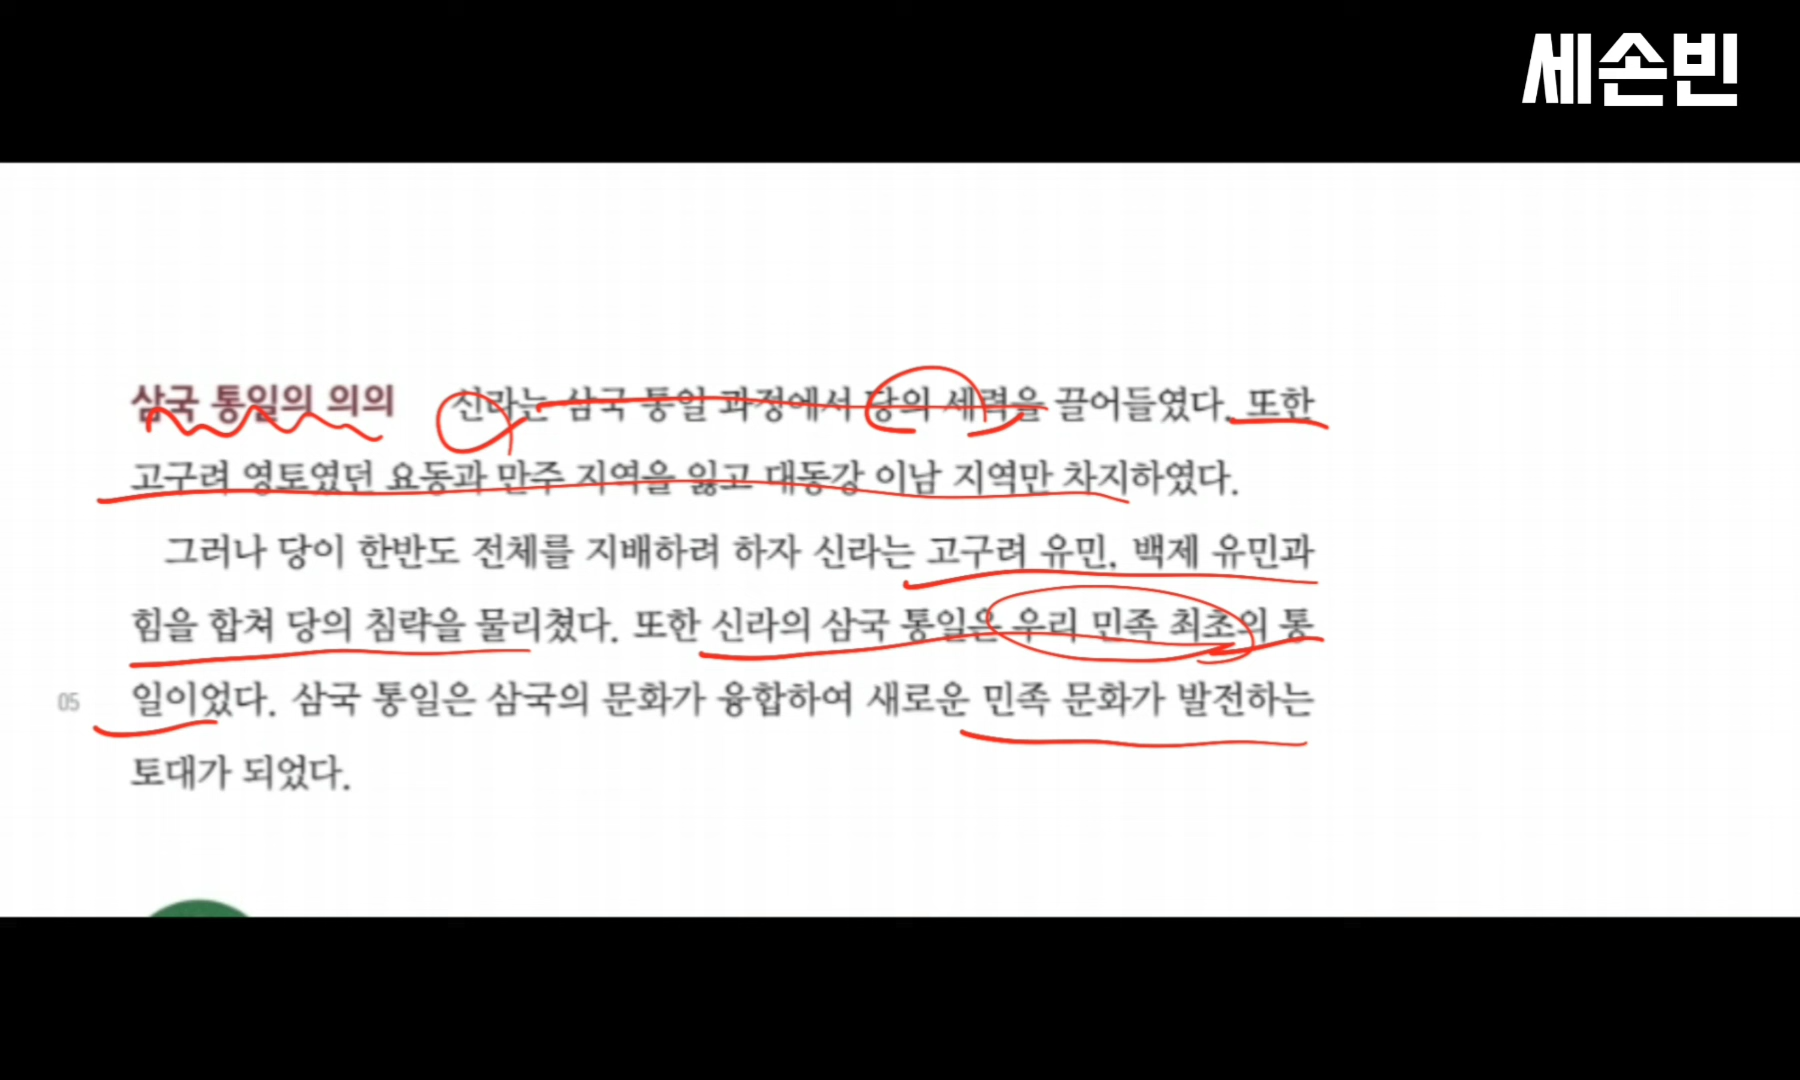 세손빈
삼국 통일의 의의 신라는 삼국 통일 과정에서 당의 세력을 끌어들였다. 또한
고구려 영토였던 요동과 만주 지역을 잃고 대동강 이남 지역만 차지하였다.
그러나 당이 한반도 전체를 지배하려 하자 신라는 고구려 유민, 백제 유민과
힘을 합쳐 당의 침략을 물리쳤다. 또한 신라의 삼국 통일은 우리 민족 최초의 통
05 일이었다. 삼국 통일은 삼국의 문화가 융합하여 새로운 민족 문화가 발전하는
토대가 되었다.